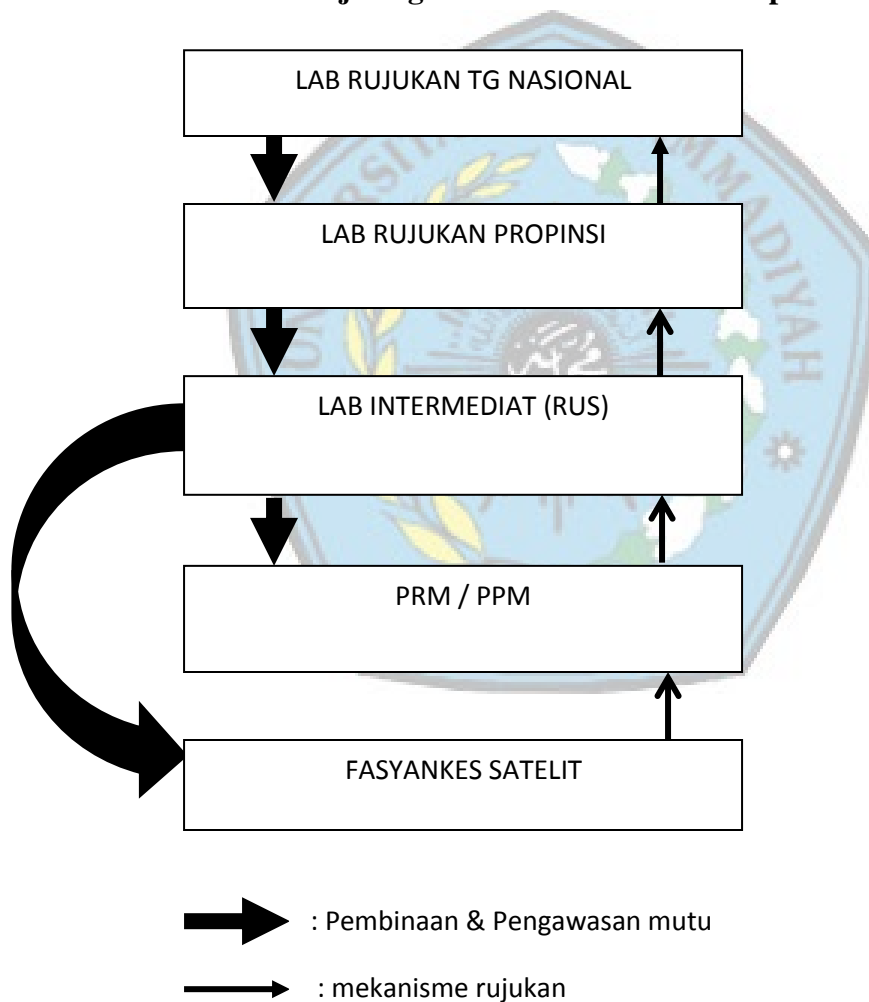 LAB RUJUKAN TG NASIONAL
LAB RUJUKAN PROPINSI
LAB INTERMEDIAT (RUS)
PRM / PPM
FASYANKES SATELIT
: Pembinaan & Pengawasan mutu
: mekanisme rujukan